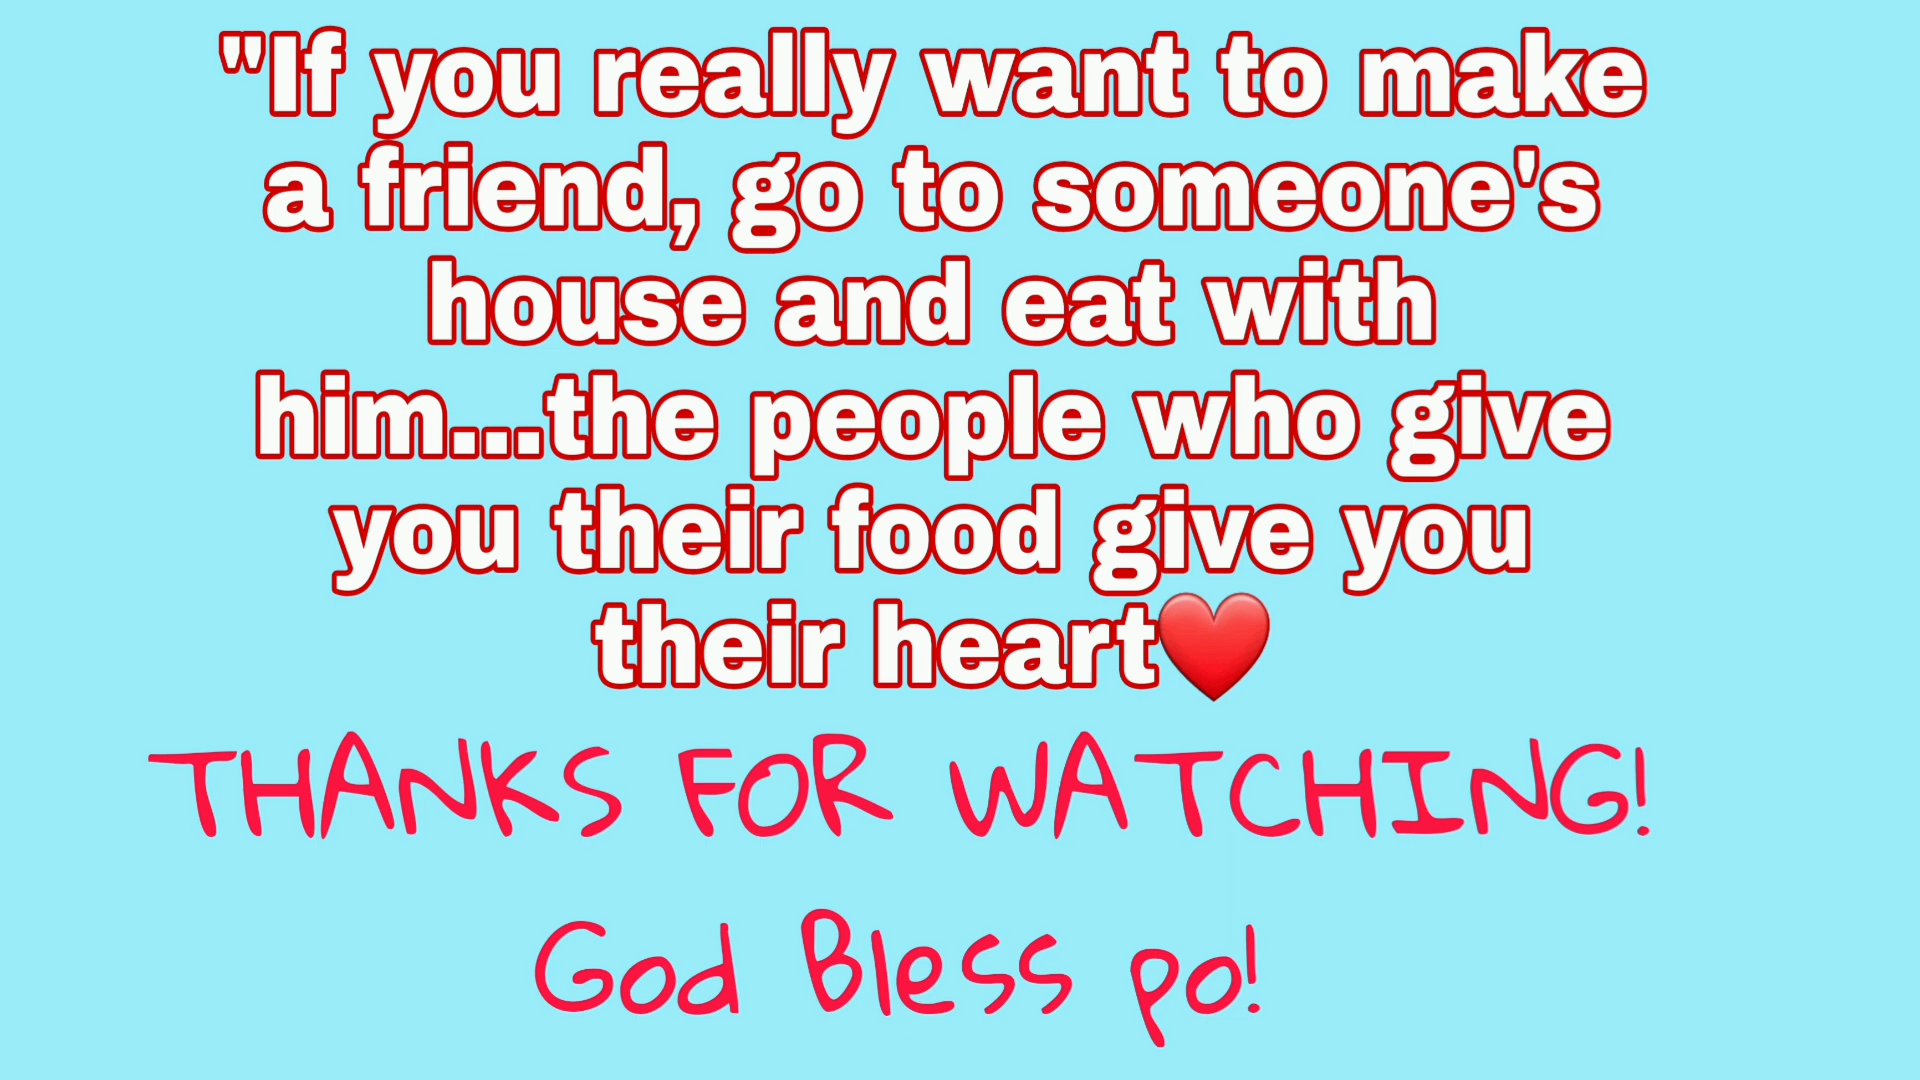 "If you really want to make
a friend, go to someone's
house and eat with
him...the people who give
you their food give you
their heart❤️
THANKS FOR WATCHING!
God Bless po!